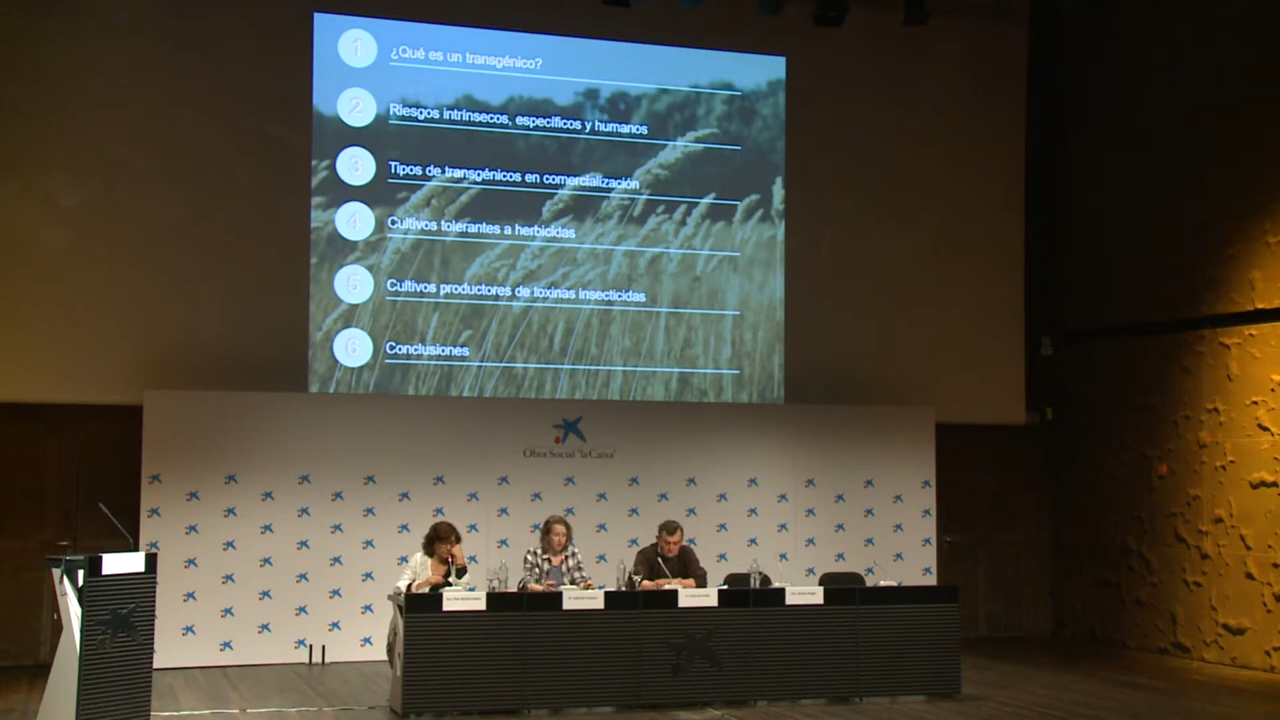 1
¿Qué es un transgénico?
2
Riesgos intrínsecos, específicos y humanos
3
Tipos de transgénicos en comercialización
4
Cultivos tolerantes a herbicidas
5
Cultivos productores de toxinas insecticidas
6
Conclusiones
Obra Social "la Caixa"